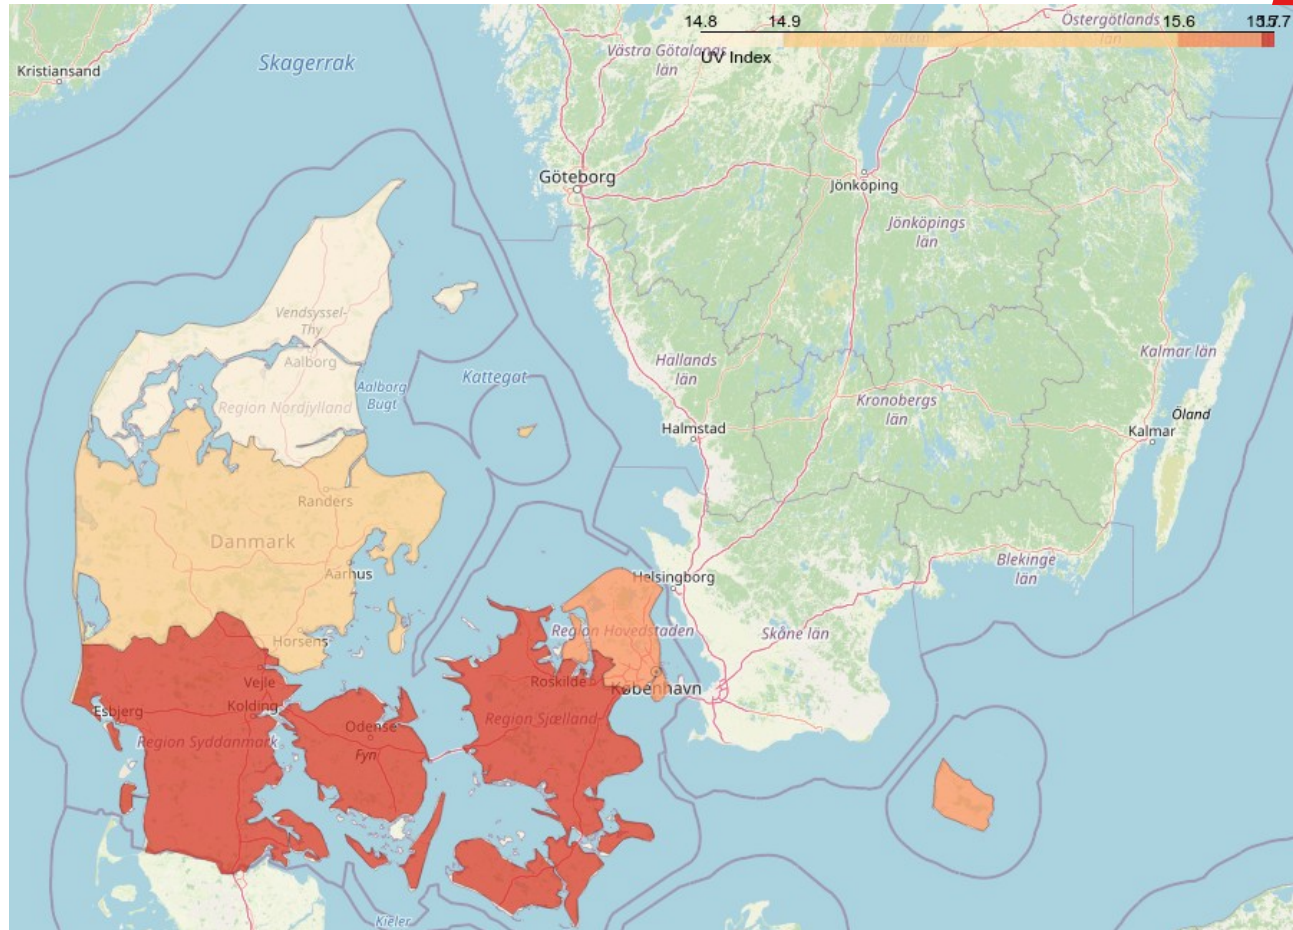 14.8
14.9
15.6
15.7
Skagerrak
Västra Götalands
län
Östergötlands
län
UV Index
Kristiansand
Göteborg
Jönköping
Jönköpings
län
Vendsyssel-
Thy
Aalborg
Region Nordjylland
Aalborg
Bugt
Kattegat
Hallands
län
Kronobergs
län
Kalmar län
Öland
Kalmar
Halmstad
Randers
Danmark
Aarhus
Horsens
Helsingborg
Blekinge
län
Region Hovedstaden
Skåne län
Vejle
Kolding
Esbjerg
Region Syddanmark
Odense
Fyn
Roskilde
København
Region Sjælland
Kieler